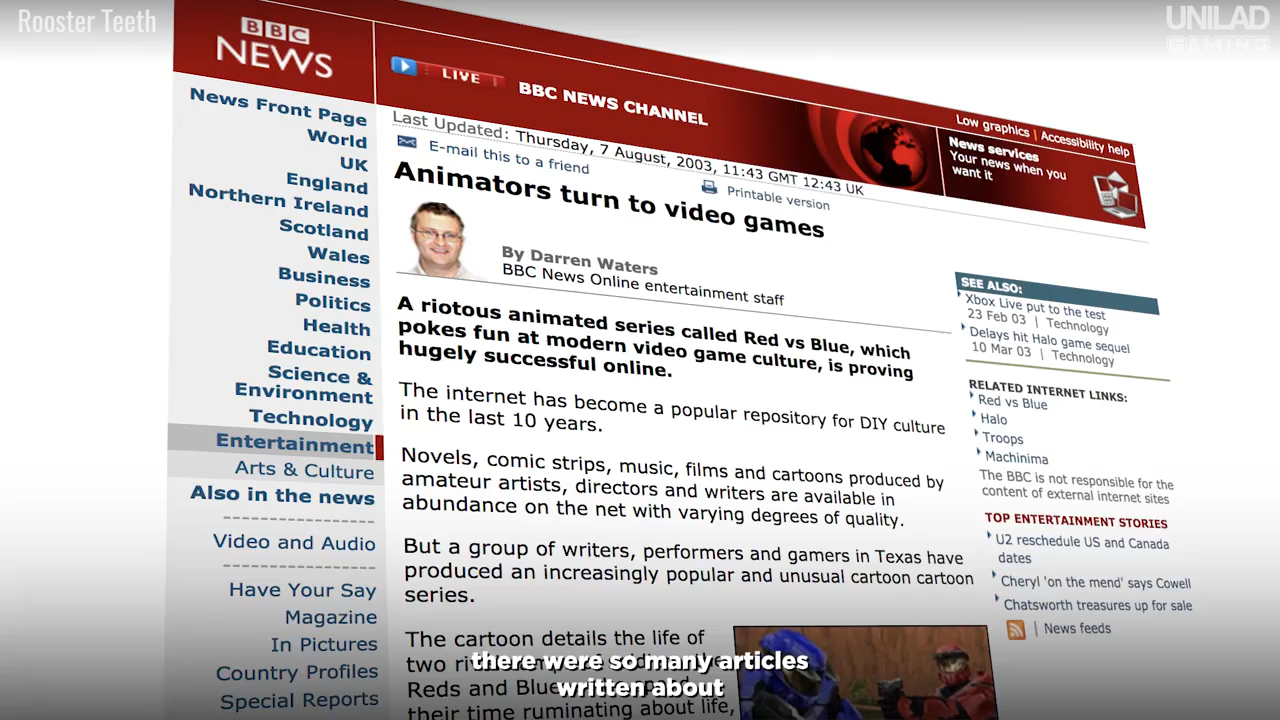 Rooster Teeth
UNILAD
GAMING
BBC
NEWS
LIVE
BBC NEWS CHANNEL
Low graphics | Accessibility help
News services
Your news when you
want it
News Front Page
World
UK
England
Northern Ireland
Scotland
Wales
Business
Politics
Health
Education
Science &
Environment
Technology
Entertainment
Arts & Culture
Also in the news
Video and Audio
Have Your Say
Magazine
In Pictures
Country Profiles
Special Reports
Last Updated: Thursday, 7 August, 2003, 11:43 GMT 12:43 UK
E-mail this to a friend
Printable version
Animators turn to video games
By Darren Waters
BBC News Online entertainment staff
A riotous animated series called Red vs Blue, which
pokes fun at modern video game culture, is proving
hugely successful online.
The internet has become a popular repository for DIY culture
in the last 10 years.
Novels, comic strips, music, films and cartoons produced by
amateur artists, directors and writers are available in
abundance on the net with varying degrees of quality.
But a group of writers, performers and gamers in Texas have
produced an increasingly popular and unusual cartoon cartoon
series.
The cartoon details the life of
two
Reds and
their time ruminating about life,
SEE ALSO:
Xbox Live put to the test
23 Feb 03 | Technology
Delays hit Halo game sequel
10 Mar 03 | Technology
RELATED INTERNET LINKS:
Red vs Blue
Halo
Troops
Machinima
The BBC is not responsible for the
content of external internet sites
TOP ENTERTAINMENT STORIES
U2 reschedule US and Canada
dates
Cheryl 'on the mend' says Cowell
Chatsworth treasures up for sale
News feeds
there were so many articles
written about